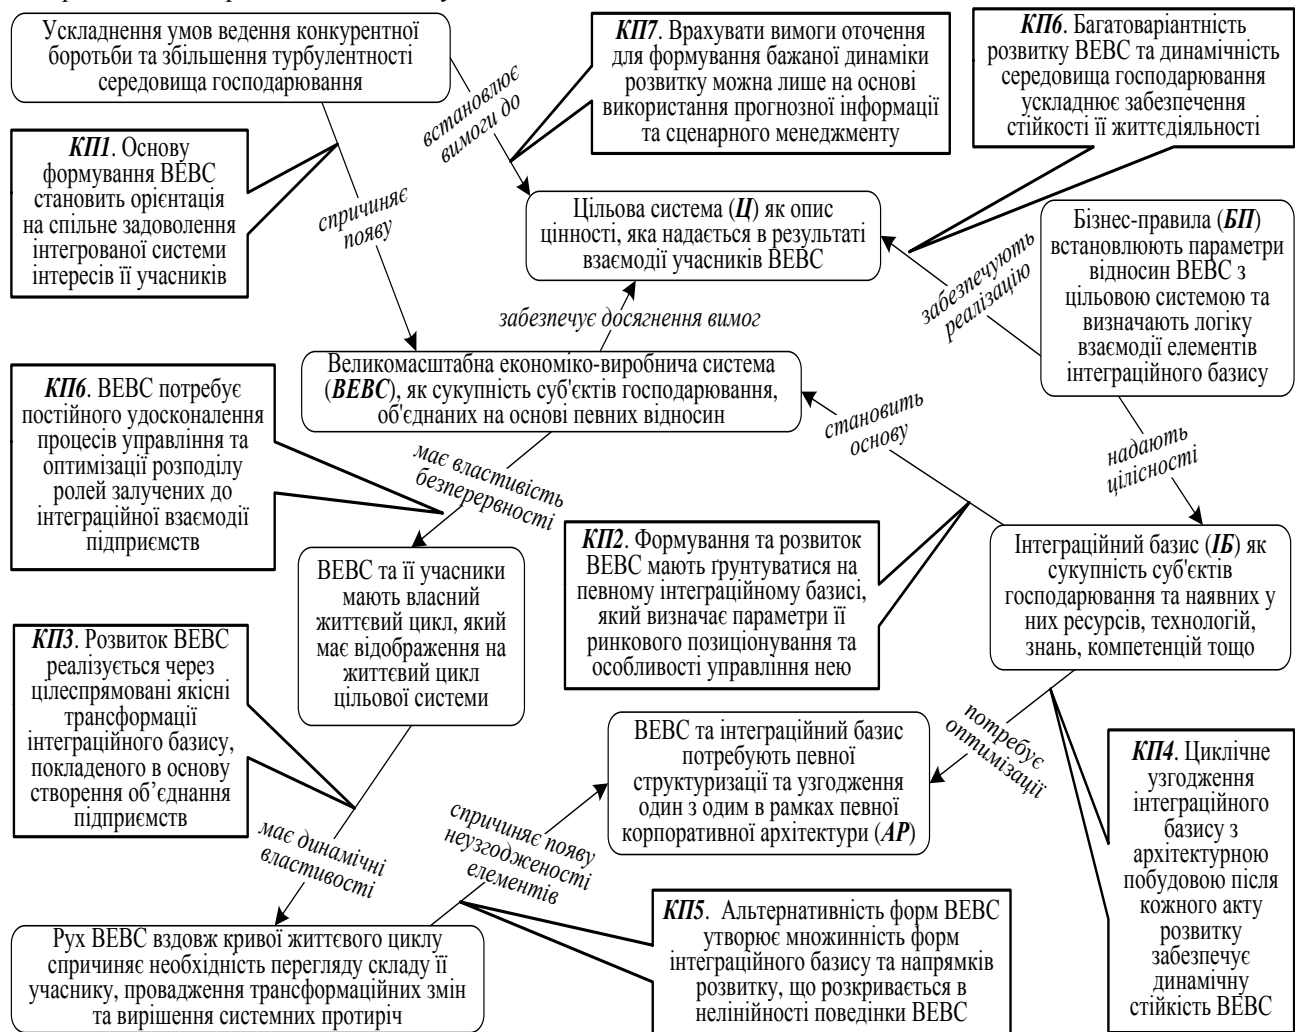 Ускладнення умов ведення конкурентної
боротьби та збільшення турбулентності
середовища господарювання
встановлює
вимоги до
КП7. Врахувати вимоги оточення
для формування бажаної динаміки
розвитку можна лише на основі
використання прогнозної інформації
та сценарного менеджменту
КП6. Багатоваріантність
розвитку ВЕВС та динамічність
середовища господарювання
ускладнює забезпечення
стійкості її життєдіяльності
КП1. Основу
формування ВЕВС
становить орієнтація
на спільне задоволення
інтегрованої системи
інтересів її учасників
спричиняє
появу
Цільова система (Ц) як опис
цінності, яка надається в результаті
взаємодії учасників ВЕВС
забезпечують
реалізацію
Бізнес-правила (БП)
встановлюють параметри
відносин ВЕВС з
цільовою системою та
визначають логіку
взаємодії елементів
інтеграційного базису
забезпечує досягнення вимог
Великомасштабна економіко-виробнича система
(ВЕВС), як сукупність суб'єктів господарювання,
об'єднаних на основі певних відносин
КП6. ВЕВС потребує
постійного удосконалення
процесів управління та
оптимізації розподілу
ролей залучених до
інтеграційної взаємодії
підприємств
має властивість
безперервності
становить
основу
надають
цілісності
КП2. Формування та розвиток
ВЕВС мають ґрунтуватися на
певному інтеграційному базисі,
який визначає параметри її
ринкового позиціонування та
особливості управління нею
Інтеграційний базис (ІБ) як
сукупність суб'єктів
господарювання та наявних у
них ресурсів, технологій,
знань, компетенцій тощо
ВЕВС та її учасники
мають власний
життєвий цикл, який
має відображення на
життєвий цикл
цільової системи
КП3. Розвиток ВЕВС
реалізується через
цілеспрямовані якісні
трансформації
інтеграційного базису,
покладеного в основу
створення об’єднання
підприємств
потребує
оптимізації
ВЕВС та інтеграційний базис
потребують певної
структуризації та узгодження
один з одним в рамках певної
корпоративної архітектури (АР)
КП4. Циклічне
узгодження
інтеграційного
базису з
архітектурною
побудовою після
кожного акту
розвитку
забезпечує
динамічну
стійкість ВЕВС
має динамічні
властивості
спричиняє появу
неузгодженості
елементів
КП5. Альтернативність форм ВЕВС
утворює множинність форм
інтеграційного базису та напрямків
розвитку, що розкривається в
нелінійності поведінки ВЕВС
Рух ВЕВС вздовж кривої життєвого циклу
спричиняє необхідність перегляду складу її
учаснику, провадження трансформаційних змін
та вирішення системних протиріч